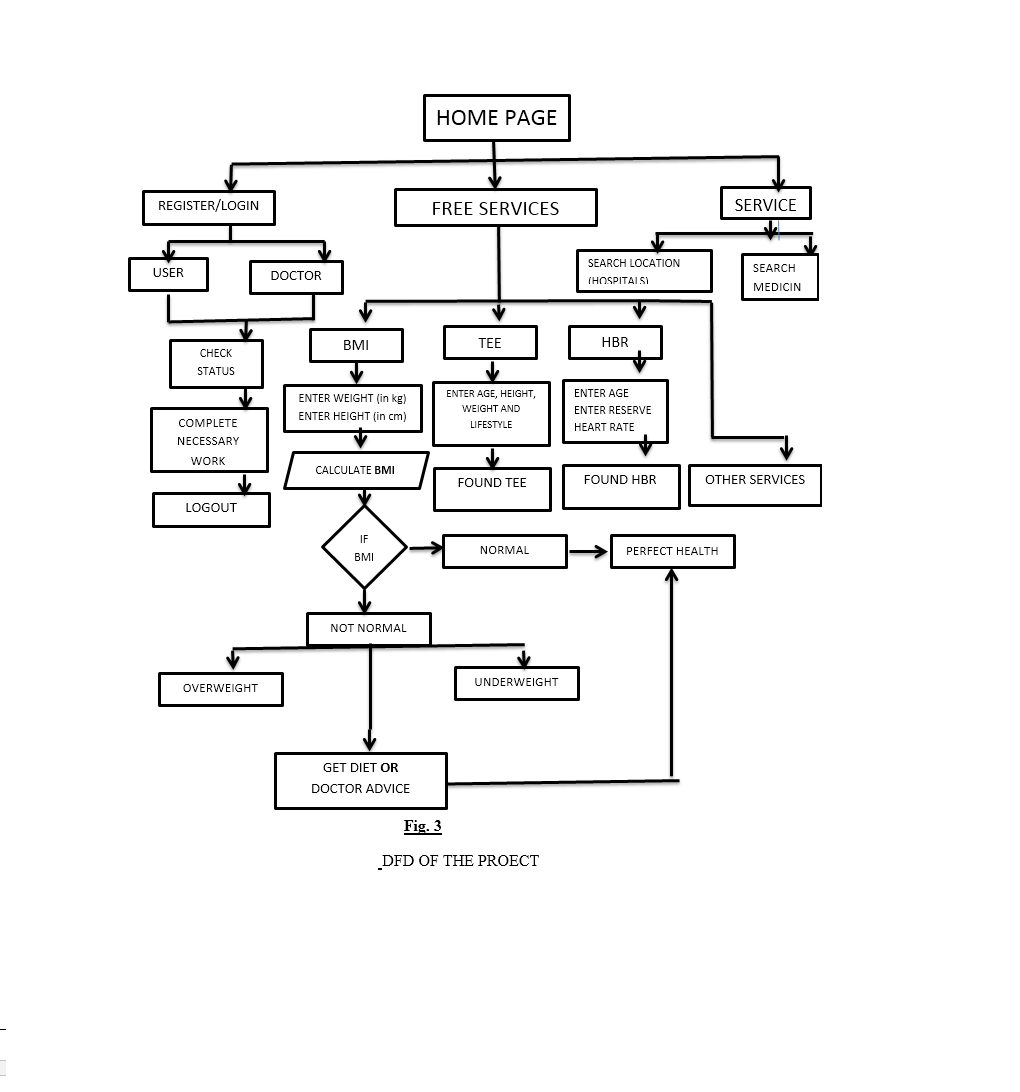 HOME PAGE
REGISTER/LOGIN
FREE SERVICES
SERVICE
USER
DOCTOR
SEARCH LOCATION
(HOSPITALS)
SEARCH
MEDICIN
CHECK
STATUS
BMI
TEE
HBR
COMPLETE
NECESSARY
WORK
LOGOUT
ENTER WEIGHT (in kg)
ENTER HEIGHT (in cm)
ENTER AGE, HEIGHT,
WEIGHT AND
LIFESTYLE
ENTER AGE
ENTER RESERVE
HEART RATE
CALCULATE BMI
FOUND TEE
FOUND HBR
OTHER SERVICES
IF
BMI
NORMAL
PERFECT HEALTH
NOT NORMAL
OVERWEIGHT
UNDERWEIGHT
GET DIET OR
DOCTOR ADVICE
Fig. 3
DFD OF THE PROECT